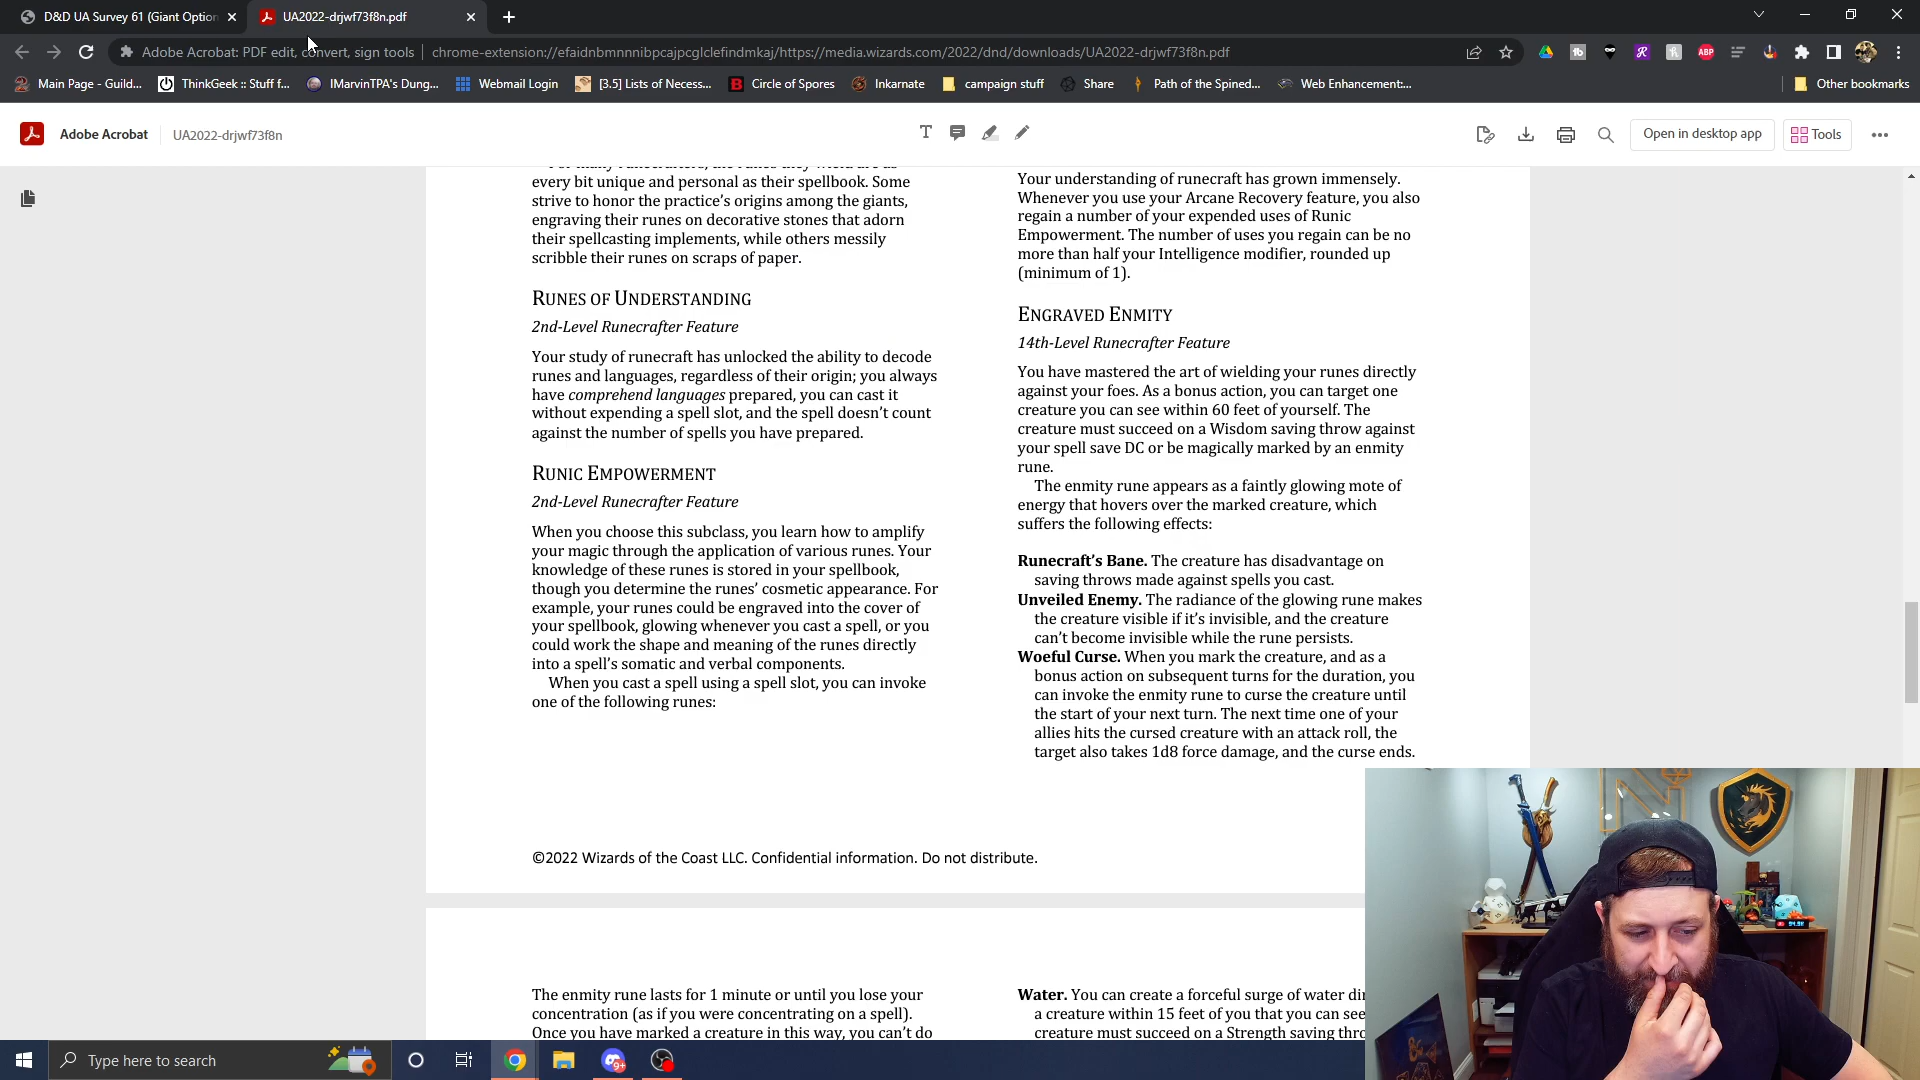 D&D UA Survey 61 (Giant Option
UA2022-drjwf73f8n.pdf
Adobe Acrobat: PDF edit, convert, sign tools
chrome-extension://efaidnbmnnnibpcajpcglclefindmkaj/https://media.wizards.com/2022/dnd/downloads/UA2022-drjwf73f8n.pdf
ABP
Main Page - Guild...
ThinkGeek :: Stuff f...
IMarvinTPA's Dung...
Webmail Login
[3.5] Lists of Necess...
Circle of Spores
Inkarnate
campaign stuff
Share
Path of the Spined...
Web Enhancement:...
Other bookmarks
Adobe Acrobat
UA2022-drjwf73f8n
Open in desktop app
Tools
every bit unique and personal as their spellbook. Some
strive to honor the practice's origins among the giants,
engraving their runes on decorative stones that adorn
their spellcasting implements, while others messily
scribble their runes on scraps of paper.
RUNES OF UNDERSTANDING
2nd-Level Runecrafter Feature
Your study of runecraft has unlocked the ability to decode
runes and languages, regardless of their origin; you always
have comprehend languages prepared, you can cast it
without expending a spell slot, and the spell doesn't count
against the number of spells you have prepared.
RUNIC EMPOWERMENT
2nd-Level Runecrafter Feature
When you choose this subclass, you learn how to amplify
your magic through the application of various runes. Your
knowledge of these runes is stored in your spellbook,
though you determine the runes' cosmetic appearance. For
example, your runes could be engraved into the cover of
your spellbook, glowing whenever you cast a spell, or you
could work the shape and meaning of the runes directly
into a spell's somatic and verbal components.
When you cast a spell using a spell slot, you can invoke
one of the following runes:
Your understanding of runecraft has grown immensely.
Whenever you use your Arcane Recovery feature, you also
regain a number of your expended uses of Runic
Empowerment. The number of uses you regain can be no
more than half your Intelligence modifier, rounded up
(minimum of 1).
ENGRAVED ENMITY
14th-Level Runecrafter Feature
You have mastered the art of wielding your runes directly
against your foes. As a bonus action, you can target one
creature you can see within 60 feet of yourself. The
creature must succeed on a Wisdom saving throw against
your spell save DC or be magically marked by an enmity
rune.
The enmity rune appears as a faintly glowing mote of
energy that hovers over the marked creature, which
suffers the following effects:
Runecraft's Bane. The creature has disadvantage on
saving throws made against spells you cast.
Unveiled Enemy. The radiance of the glowing rune makes
the creature visible if it's invisible, and the creature
can't become invisible while the rune persists.
Woeful Curse. When you mark the creature, and as a
bonus action on subsequent turns for the duration, you
can invoke the enmity rune to curse the creature until
the start of your next turn. The next time one of your
allies hits the cursed creature with an attack roll, the
target also takes 1d8 force damage, and the curse ends.
©2022 Wizards of the Coast LLC. Confidential information. Do not distribute.
The enmity rune lasts for 1 minute or until you lose your
concentration (as if you were concentrating on a spell).
Once you have marked a creature in this way, you can't do
Water. You can create a forceful surge of water
a creature within 15 feet of you that you can see
creature must succeed on a Strength saving
Type here to search